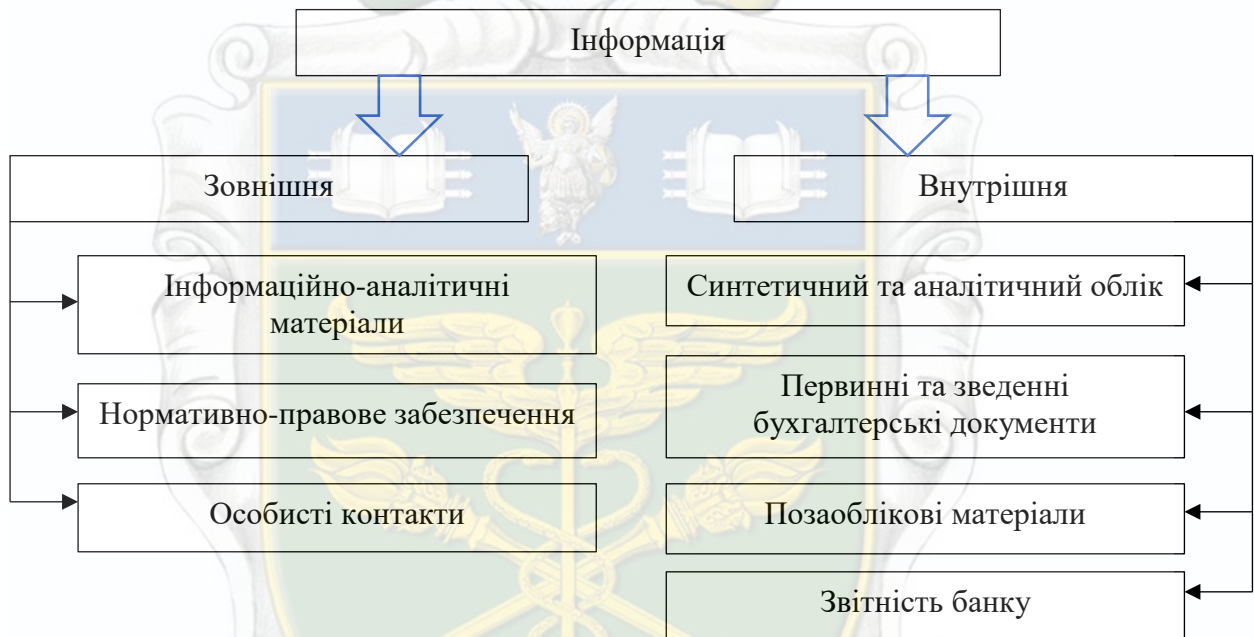 Інформація
Зовнішня
Внутрішня
Інформаційно-аналітичні
матеріали
Нормативно-правове забезпечення
Особисті контакти
Синтетичний та аналітичний облік
Первинні та зведенні
бухгалтерські документи
Позаоблікові матеріали
Звітність банку